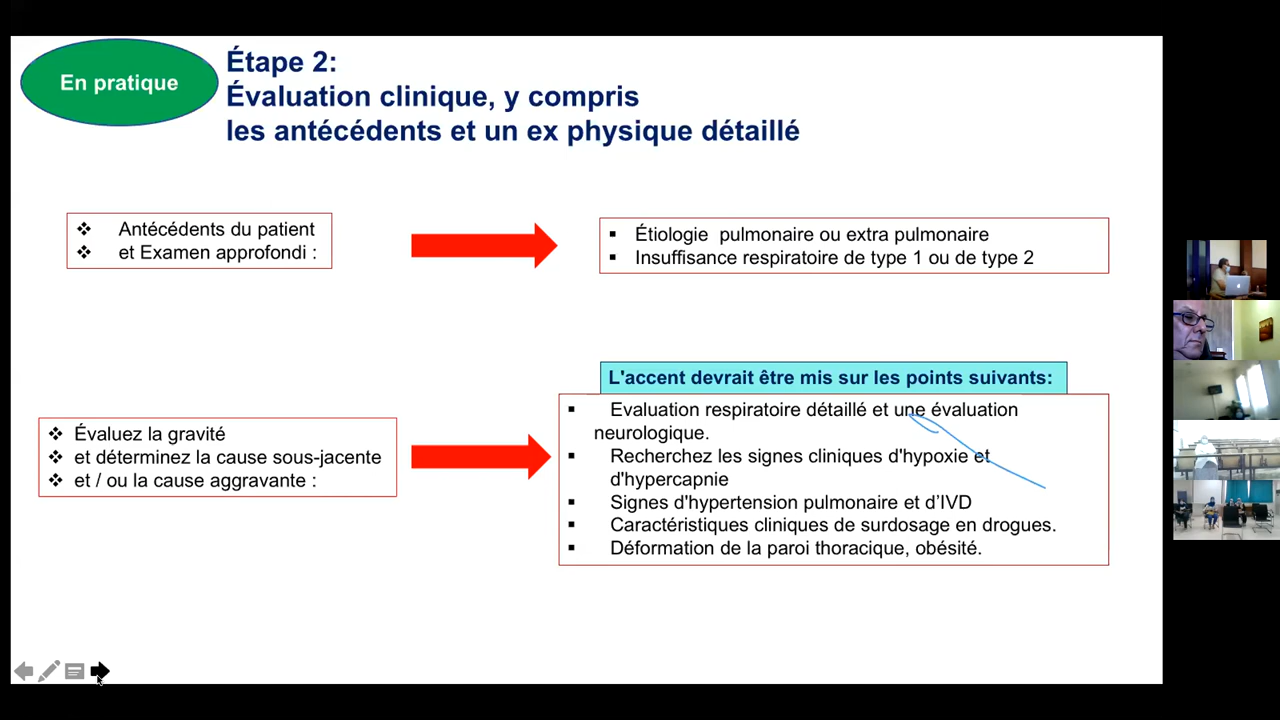 En pratique
Étape 2:
Évaluation clinique, y compris
les antécédents et un ex physique détaillé
❖ Antécédents du patient
❖ et Examen approfondi :
▪ Étiologie pulmonaire ou extra pulmonaire
▪ Insuffisance respiratoire de type 1 ou de type 2
❖ Évaluez la gravité
❖ et déterminez la cause sous-jacente
❖ et / ou la cause aggravante :
L'accent devrait être mis sur les points suivants:
▪ Evaluation respiratoire détaillé et une évaluation
neurologique.
▪ Recherchez les signes cliniques d'hypoxie et
d'hypercapnie
▪ Signes d'hypertension pulmonaire et d’IVD
▪ Caractéristiques cliniques de surdosage en drogues.
▪ Déformation de la paroi thoracique, obésité.